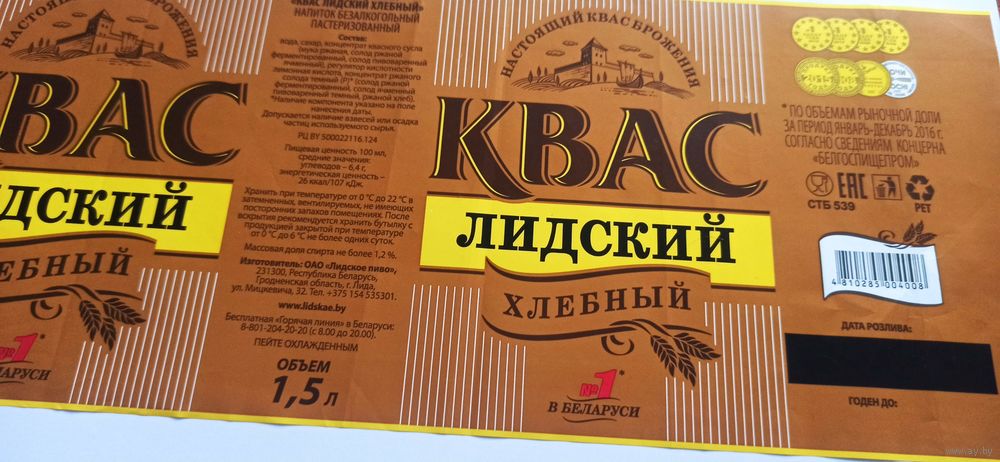 ВАС
ДСКИЙ
ЕБНЫЙ
№1*
АРУСИ
"КВАС ЛИДСКИЙ ХЛЕБНЫЙ"
НАПИТОК БЕЗАЛКОГОЛЬНЫЙ
ПАСТЕРИЗОВАННЫЙ
Состав:
вода, сахар, концентрат квасного сусла
(мука ржаная, солод ржаной
ферментированный, солод пивоваренный
ячменный), регулятор кислотности
лимонная кислота, концентрат ржаного
солода темный (Р)* (солод ржаной
ферментированный, солод ячменный
пивоваренный темный, ржаной хлеб).
*Наличие компонента указано на поле
нанесения даты.
Допускается наличие взвесей или осадка
частиц используемого сырья.
РЦ BY 500022116.124
Пищевая ценность 100 мл,
средние значения:
углеводов – 6,4 г,
энергетическая ценность –
26 ккал/107 кДж.
Хранить при температуре от 0 °С до 22 °С в
затемненных, вентилируемых, не имеющих
посторонних запахов помещениях. После
вскрытия рекомендуется хранить бутылку с
продукцией закрытой при температуре
от 0 °С до 6 °С не более одних суток.
Массовая доля спирта не более 1,2 %.
Изготовитель: ОАО «Лидское пиво»,
231300, Республика Беларусь,
Гродненская область, г. Лида,
ул. Мицкевича, 32. Тел. +375 154 535301.
www.lidskae.by
Бесплатная «Горячая линия» в Беларуси:
8-801-204-20-20 (с 8.00 до 20.00).
ПЕЙТЕ ОХЛАЖДЕННЫМ
ОБЪЕМ
1,5 л
НАСТОЯЩИЙ КВАС БРОЖЕНИЯ
КВАС
ЛИДСКИЙ
ХЛЕБНЫЙ
№1*
В БЕЛАРУСИ
*ПО ОБЪЕМАМ РЫНОЧНОЙ ДОЛИ
ЗА ПЕРИОД ЯНВАРЬ-ДЕКАБРЬ 2016 г.
СОГЛАСНО СВЕДЕНИЯМ КОНЦЕРНА
«БЕЛГОСПИЩЕПРОМ»
EAC
СТБ 539
PET
4 810285 004008
ДАТА РОЗЛИВА:
ГОДЕН ДО:
www.ay.by